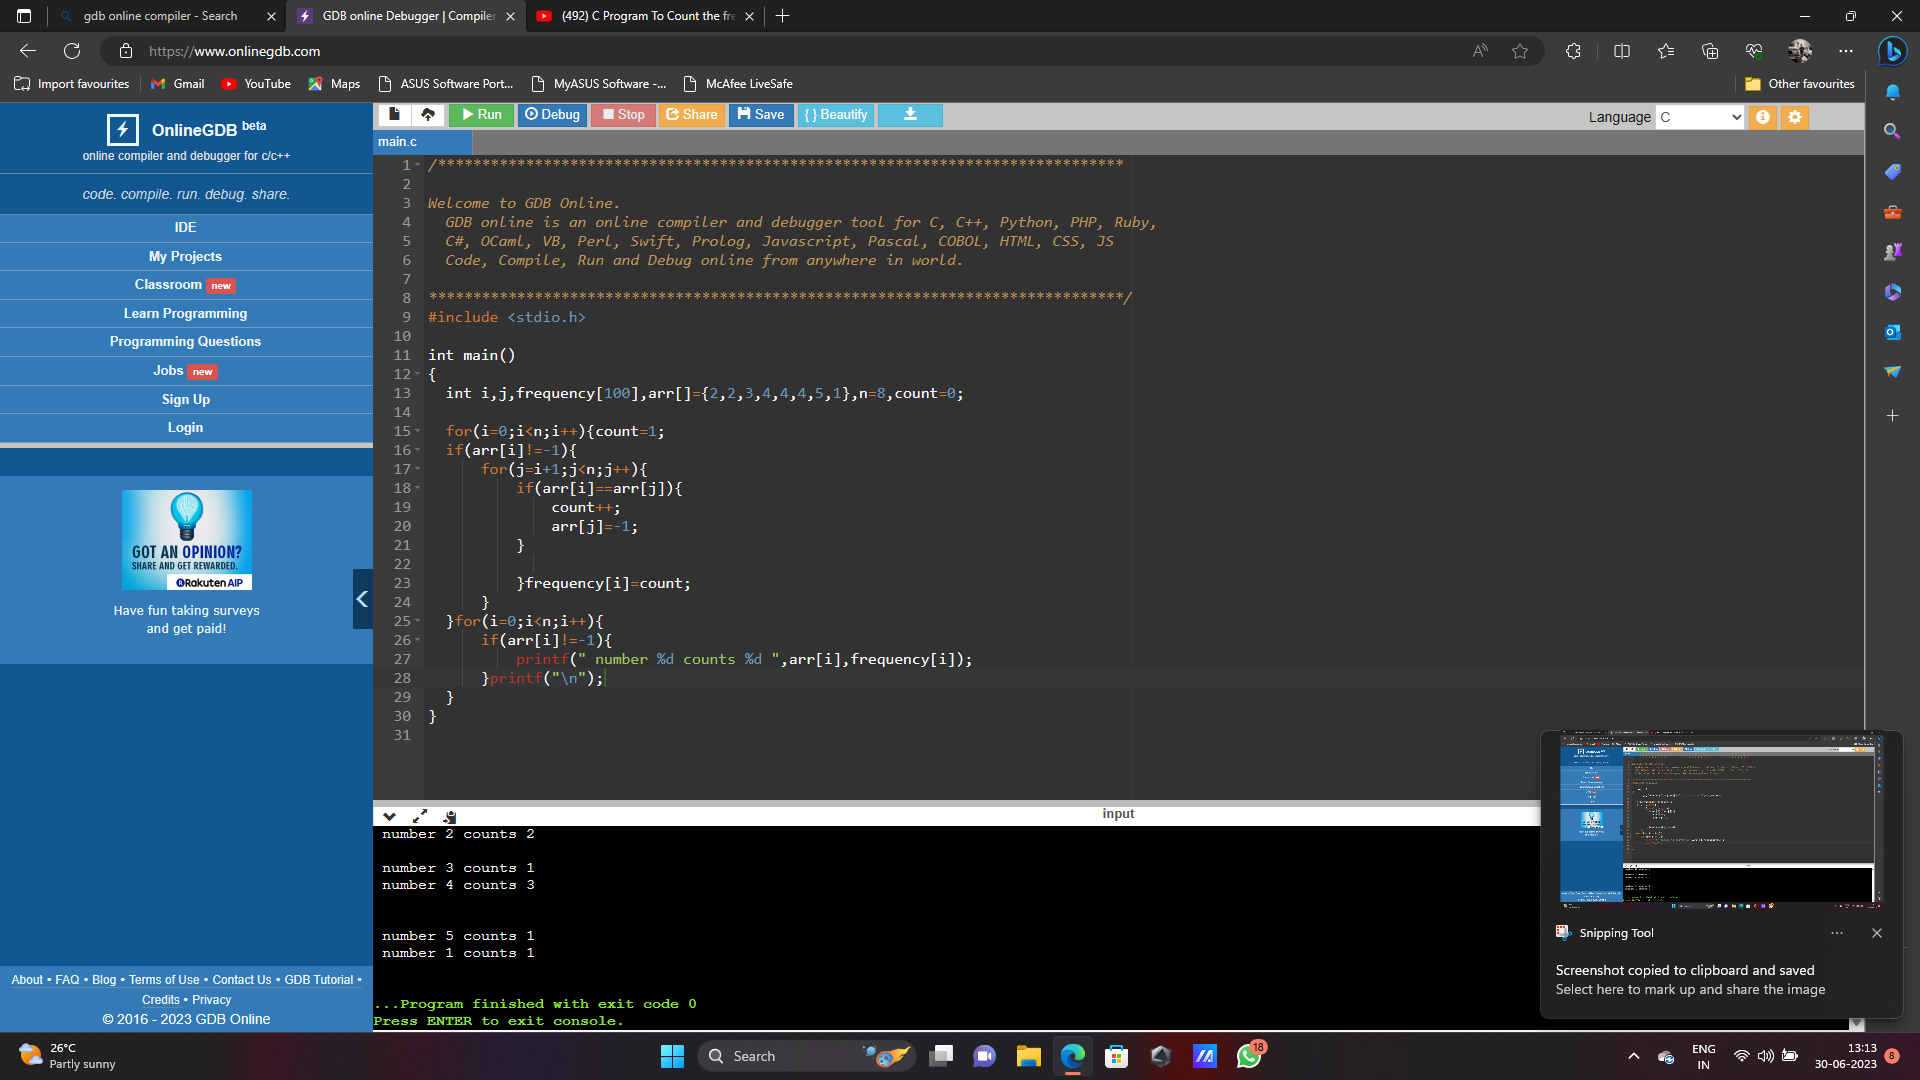 gdb online compiler - Search
GDB online Debugger | Compiler
(492) C Program To Count the fre
https://www.onlinegdb.com
Import favourites
Gmail
YouTube
Maps
ASUS Software Port...
MyASUS Software -...
McAfee LiveSafe
Other favourites
OnlineGDB beta
online compiler and debugger for c/c++
code. compile. run. debug. share.
IDE
My Projects
Classroom new
Learn Programming
Programming Questions
Jobs new
Sign Up
Login
GOT AN OPINION?
SHARE AND GET REWARDED.
Rakuten AIP
Have fun taking surveys
and get paid!
About • FAQ • Blog • Terms of Use • Contact Us • GDB Tutorial •
Credits • Privacy
© 2016 - 2023 GDB Online
Run Debug Stop Share Save { } Beautify
Language C
main.c
1 /******************************************************************************
2
3 Welcome to GDB Online.
4 GDB online is an online compiler and debugger tool for C, C++, Python, PHP, Ruby,
5 C#, OCaml, VB, Perl, Swift, Prolog, Javascript, Pascal, COBOL, HTML, CSS, JS
6 Code, Compile, Run and Debug online from anywhere in world.
7
8 *******************************************************************************/
9 #include <stdio.h>
10
11 int main()
12 {
13 int i,j,frequency[100],arr[]={2,2,3,4,4,4,5,1},n=8,count=0;
14
15 for(i=0;i<n;i++){count=1;
16 if(arr[i]!=-1){
17 for(j=i+1;j<n;j++){
18 if(arr[i]==arr[j]){
19 count++;
20 arr[j]=-1;
21 }
22
23 }frequency[i]=count;
24 }
25 }for(i=0;i<n;i++){
26 if(arr[i]!=-1){
27 printf(" number %d counts %d ",arr[i],frequency[i]);
28 }printf("\n");
29 }
30 }
31
input
number 2 counts 2
number 3 counts 1
number 4 counts 3
number 5 counts 1
number 1 counts 1
...Program finished with exit code 0
Press ENTER to exit console.
Snipping Tool
Screenshot copied to clipboard and saved
Select here to mark up and share the image
26°C
Partly sunny
Search
18
ENG
IN
13:13
30-06-2023
8